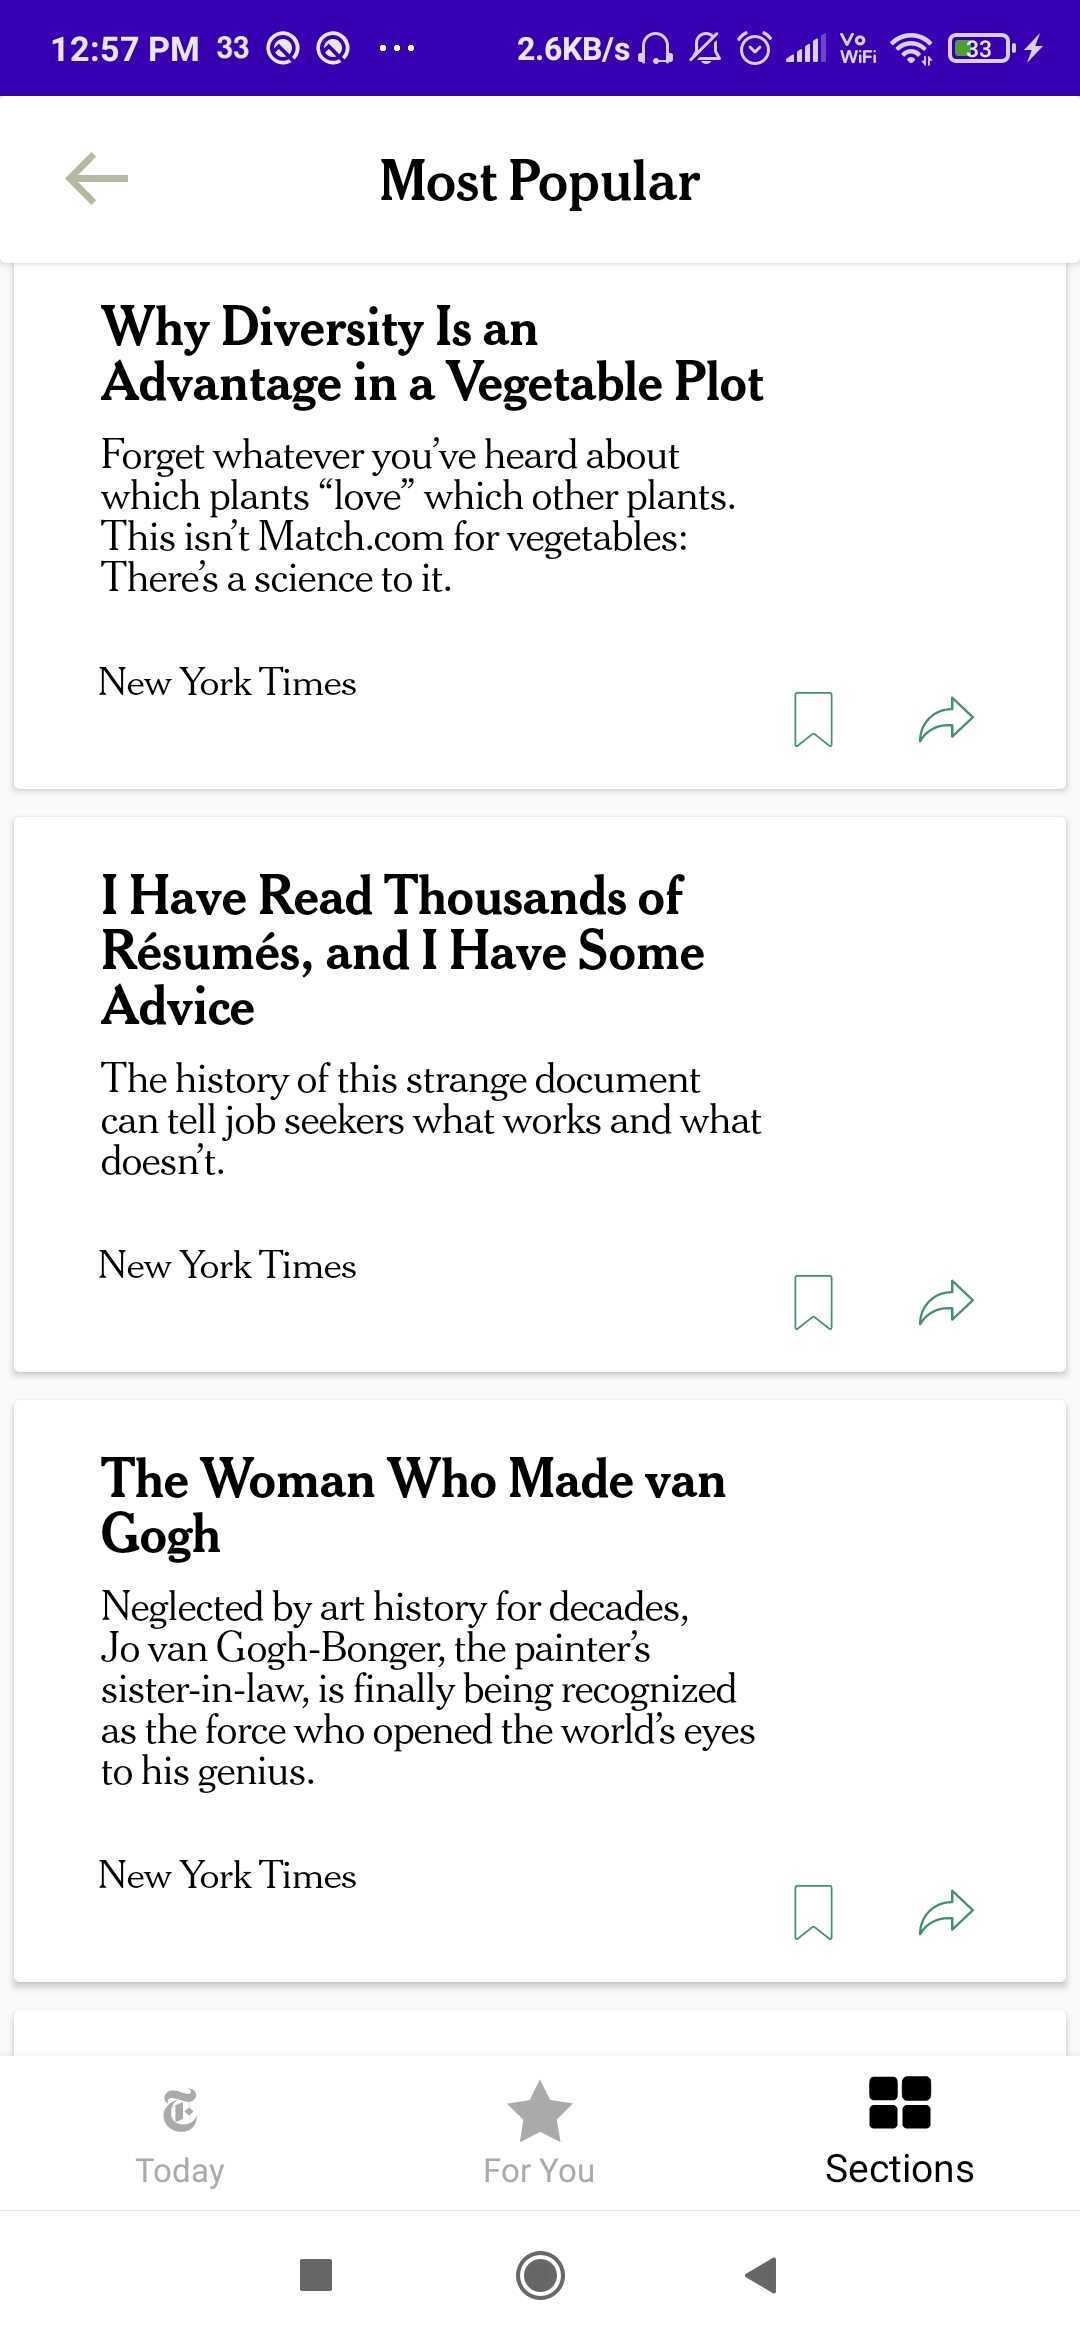 12:57 PM 33 2.6KB/s Vo WiFi 33
Most Popular
Why Diversity Is an
Advantage in a Vegetable Plot
Forget whatever you’ve heard about
which plants “love” which other plants.
This isn’t Match.com for vegetables:
There’s a science to it.
New York Times
I Have Read Thousands of
Résumés, and I Have Some
Advice
The history of this strange document
can tell job seekers what works and what
doesn’t.
New York Times
The Woman Who Made van
Gogh
Neglected by art history for decades,
Jo van Gogh-Bonger, the painter’s
sister-in-law, is finally being recognized
as the force who opened the world’s eyes
to his genius.
New York Times
Today For You Sections